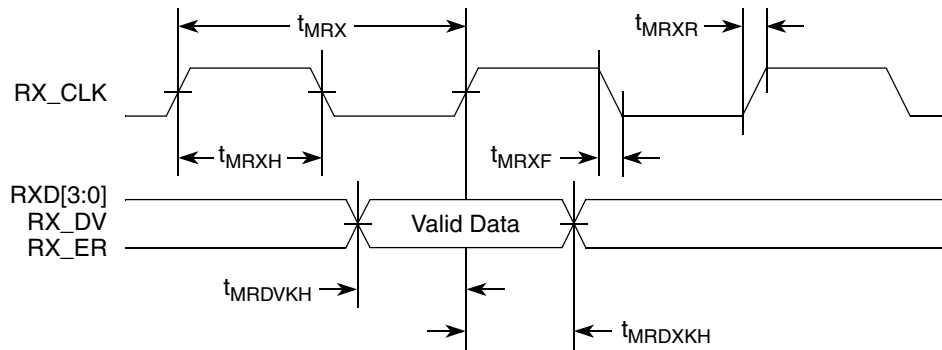 tMRX
tMRXR
RX_CLK
tMRXH
tMRXF
RXD[3:0]
RX_DV
Valid Data
RX_ER
tMRDVKH
tMRDXKH